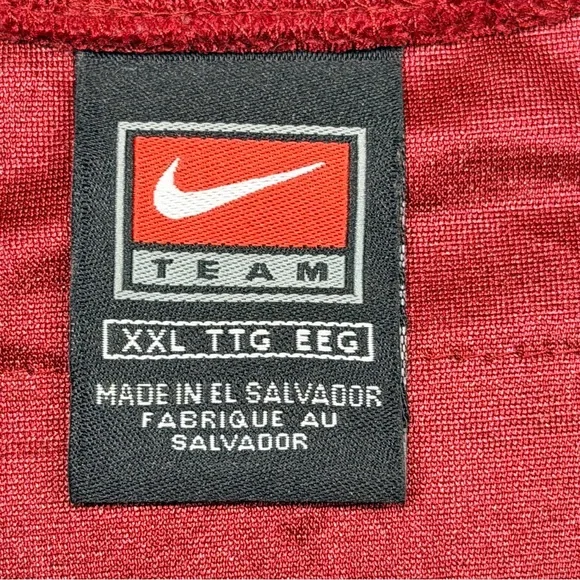 TEAM
XXL TTG EEG
MADE IN EL SALVADOR
FABRIQUE AU
SALVADOR